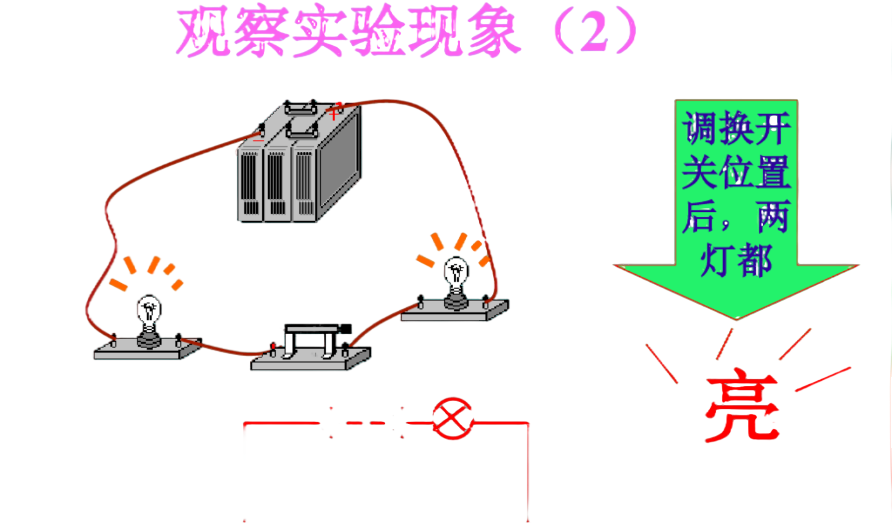 观察实验现象（2）
− +
调换开
关位置
后，两
灯都
亮